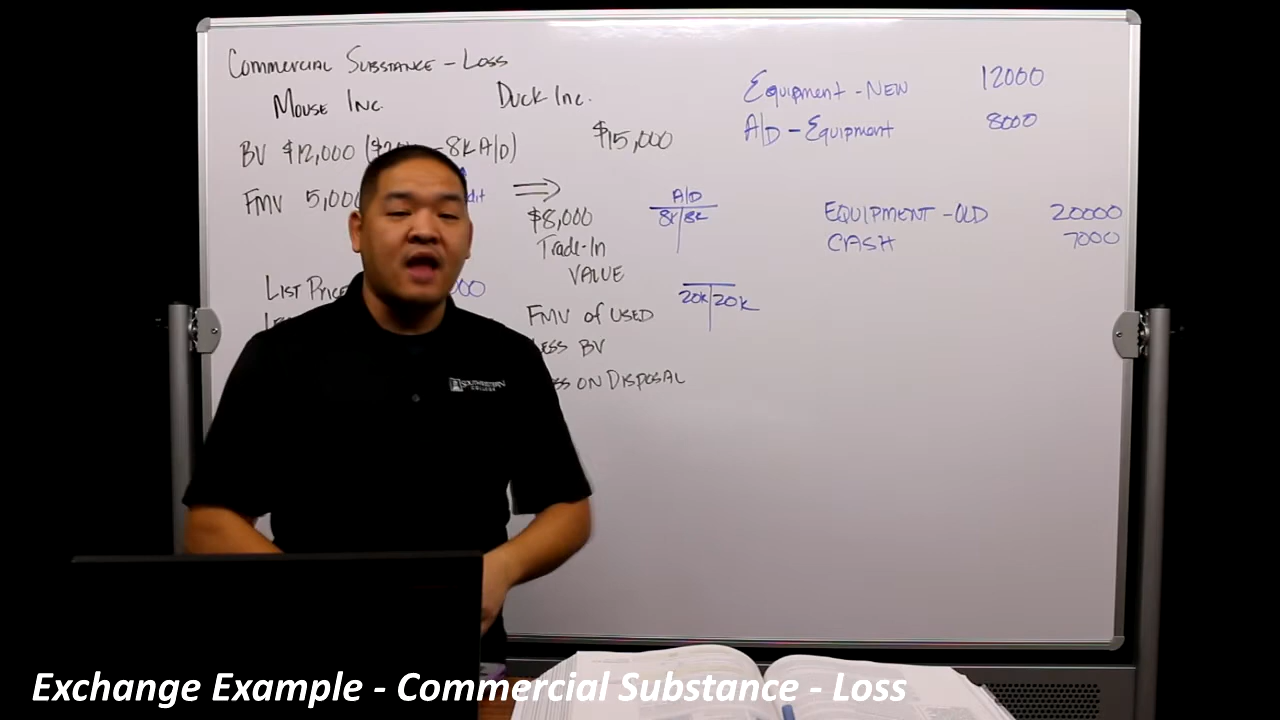 Commercial Substance - Loss
Mouse Inc.
Duck Inc.
BV $12,000 - 8K A/D)
$15,000
FMV 5,000
$8,000
Trade-In
VALUE
LIST PRICE
FMV of USED
BV
ON DISPOSAL
A/D
8K 8K
20K 20K
Equipment - NEW 12000
A/D - Equipment 8000
EQUIPMENT - OLD 20000
CASH 7000
SOUTHWESTERN
COLLEGE
Exchange Example - Commercial Substance - Loss